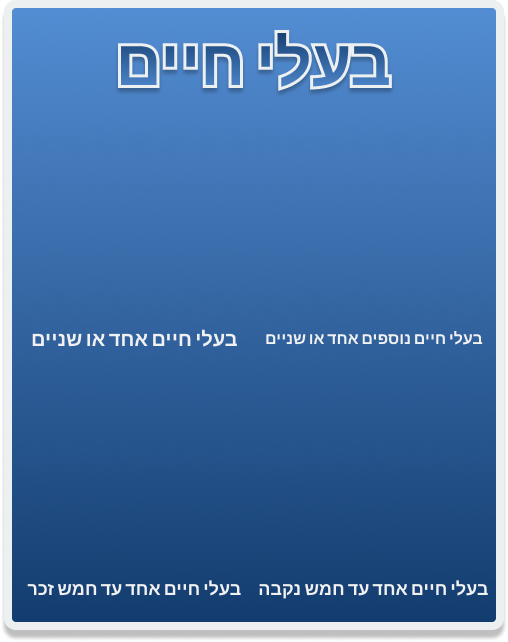 בעלי חיים
בעלי חיים נוספים אחד או שניים
בעלי חיים אחד או שניים
בעלי חיים אחד עד חמש נקבה
בעלי חיים אחד עד חמש זכר